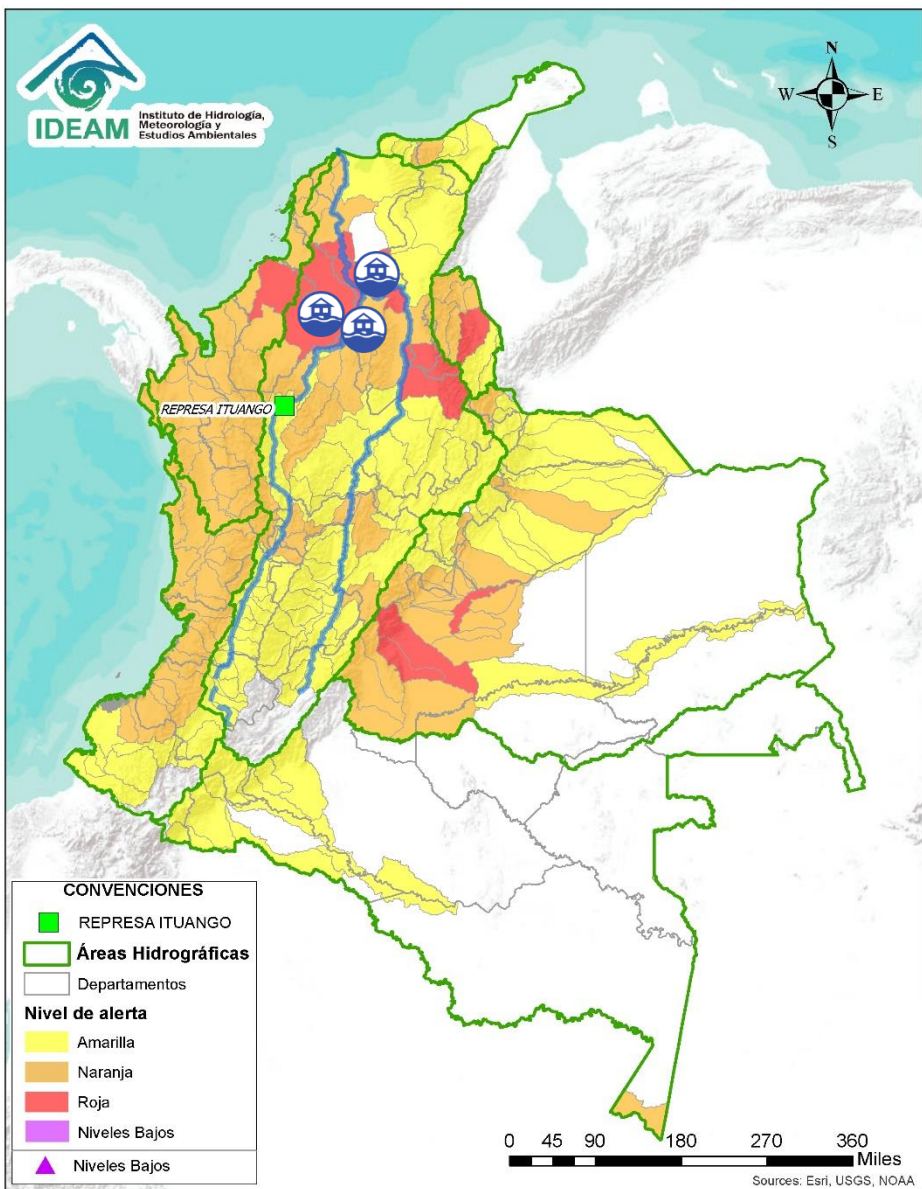 IDEAM
Instituto de Hidrología,
Meteorología y
Estudios Ambientales
N
W
E
S
REPRESA ITUANGO
CONVENCIONES
REPRESA ITUANGO
Áreas Hidrográficas
Departamentos
Nivel de alerta
Amarilla
Naranja
Roja
Niveles Bajos
Niveles Bajos
0 45 90 180 270 360
Miles
Sources: Esri, USGS, NOAA